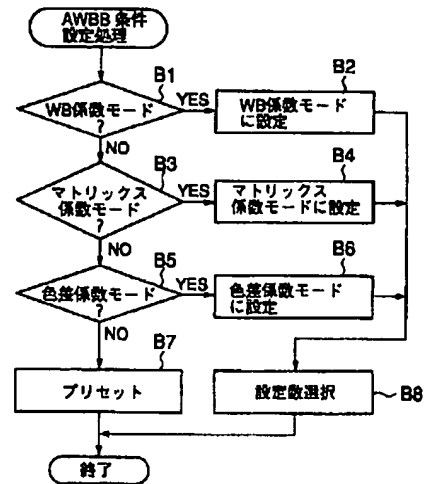 AWBB 条件
設定処理
B1
WB係数モード
?
YES
B2
WB係数モード
に設定
NO
B3
マトリックス
係数モード
?
YES
B4
マトリックス
係数モードに設定
NO
B5
色差係数モード
?
YES
B6
色差係数モード
に設定
NO
B7
プリセット
設定数選択
B8
終了